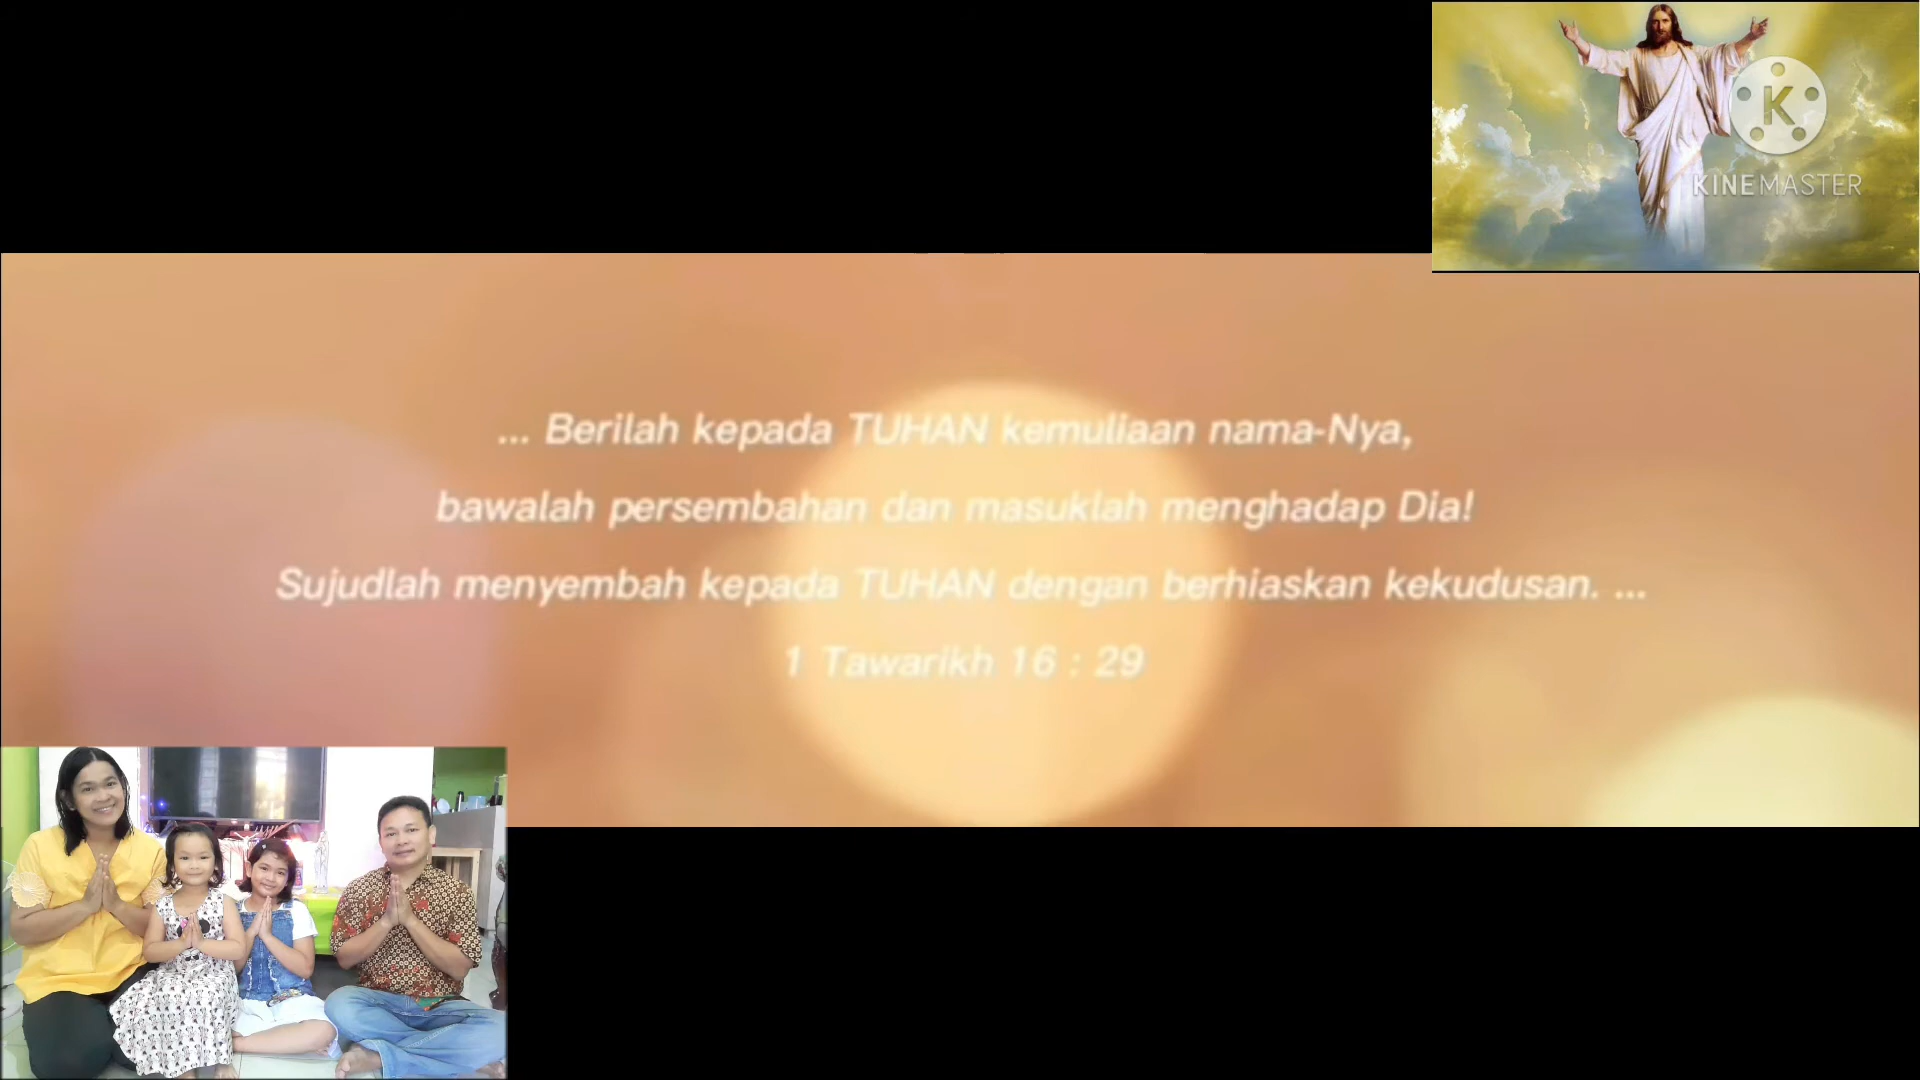 K
KINEMASTER
... Berilah kepada TUHAN kemuliaan nama-Nya,
bawalah persembahan dan masuklah menghadap Dia!
Sujudlah menyembah kepada TUHAN dengan berhiaskan kekudusan. ...
1 Tawarikh 16 : 29